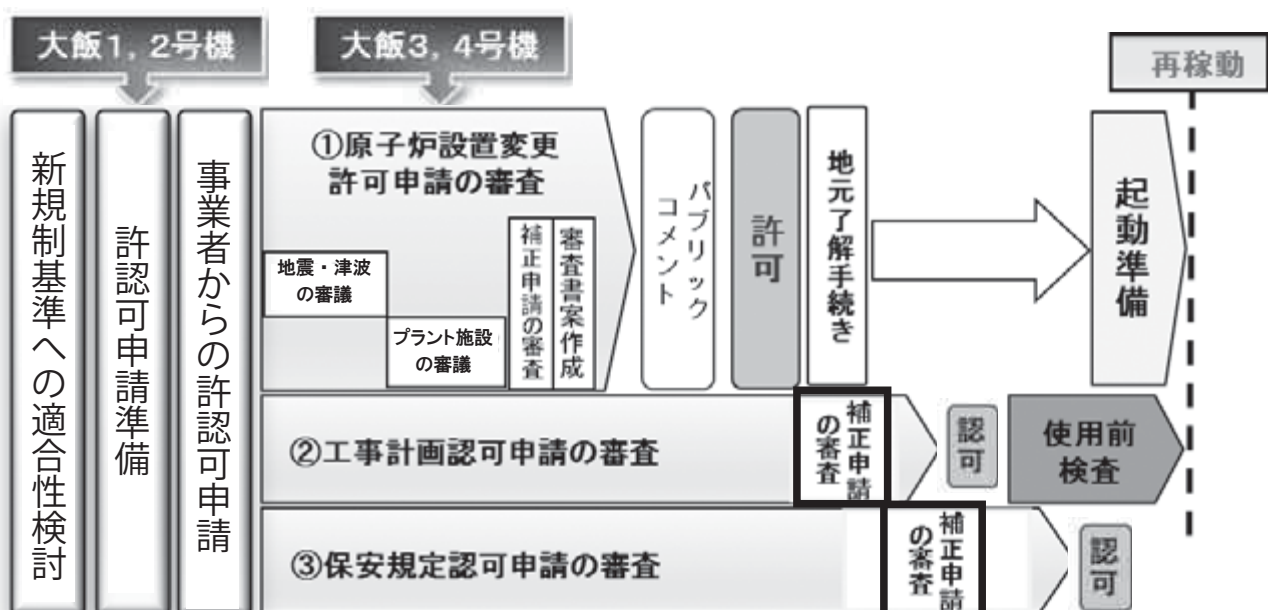 大飯1,2号機
大飯3,4号機
再稼動
新規制基準への適合性検討
許認可申請準備
事業者からの許認可申請
①原子炉設置変更
許可申請の審査
地震・津波
の審議
プラント施設
の審議
補正申請の審査
審査書案作成
パブリック
コメント
許可
地元了解手続き
起動準備
②工事計画認可申請の審査
補正申請
の審査
認可
使用前
検査
③保安規定認可申請の審査
補正申請
の審査
認可